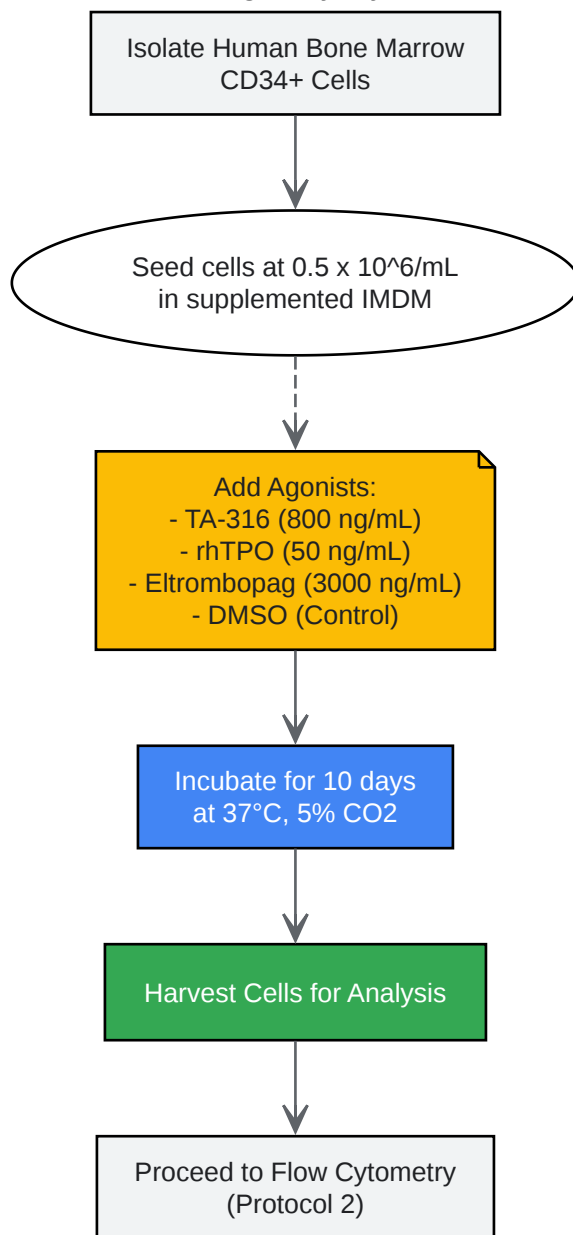 Isolate Human Bone Marrow
CD34+ Cells
Seed cells at 0.5 x 10^6/mL
in supplemented IMDM
Add Agonists:
- TA-316 (800 ng/mL)
- rhTPO (50 ng/mL)
- Eltrombopag (3000 ng/mL)
- DMSO (Control)
Incubate for 10 days
at 37°C, 5% CO2
Harvest Cells for Analysis
Proceed to Flow Cytometry
(Protocol 2)